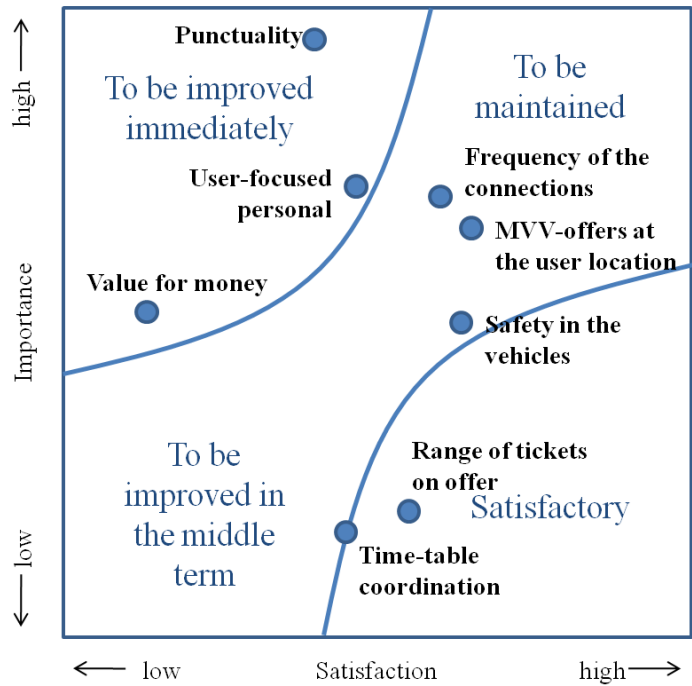 Punctuality
To be improved
immediately
To be
maintained
Frequency of the
connections
User-focused
personal
MVV-offers at
the user location
Value for money
Safety in the
vehicles
To be
improved in
the middle
term
Range of tickets
on offer
Satisfactory
Time-table
coordination
high
Importance
low
low Satisfaction high